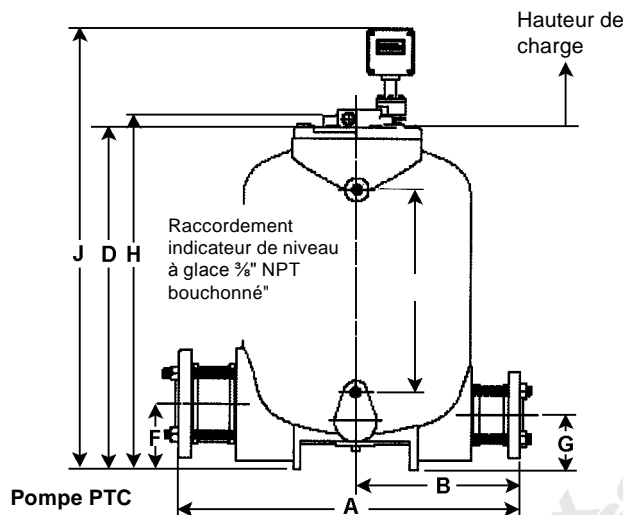 Hauteur de
charge
J
D
H
Raccordement
indicateur de niveau
à glace ⅜" NPT
bouchonné"
F
G
B
A
Pompe PTC